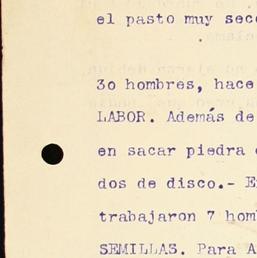 el pasto muy sec
3o hombres, hace
LABOR. Además de
en sacar piedra
dos de disco.- E
trabajaron 7 hom
SEMILLAS. Para A